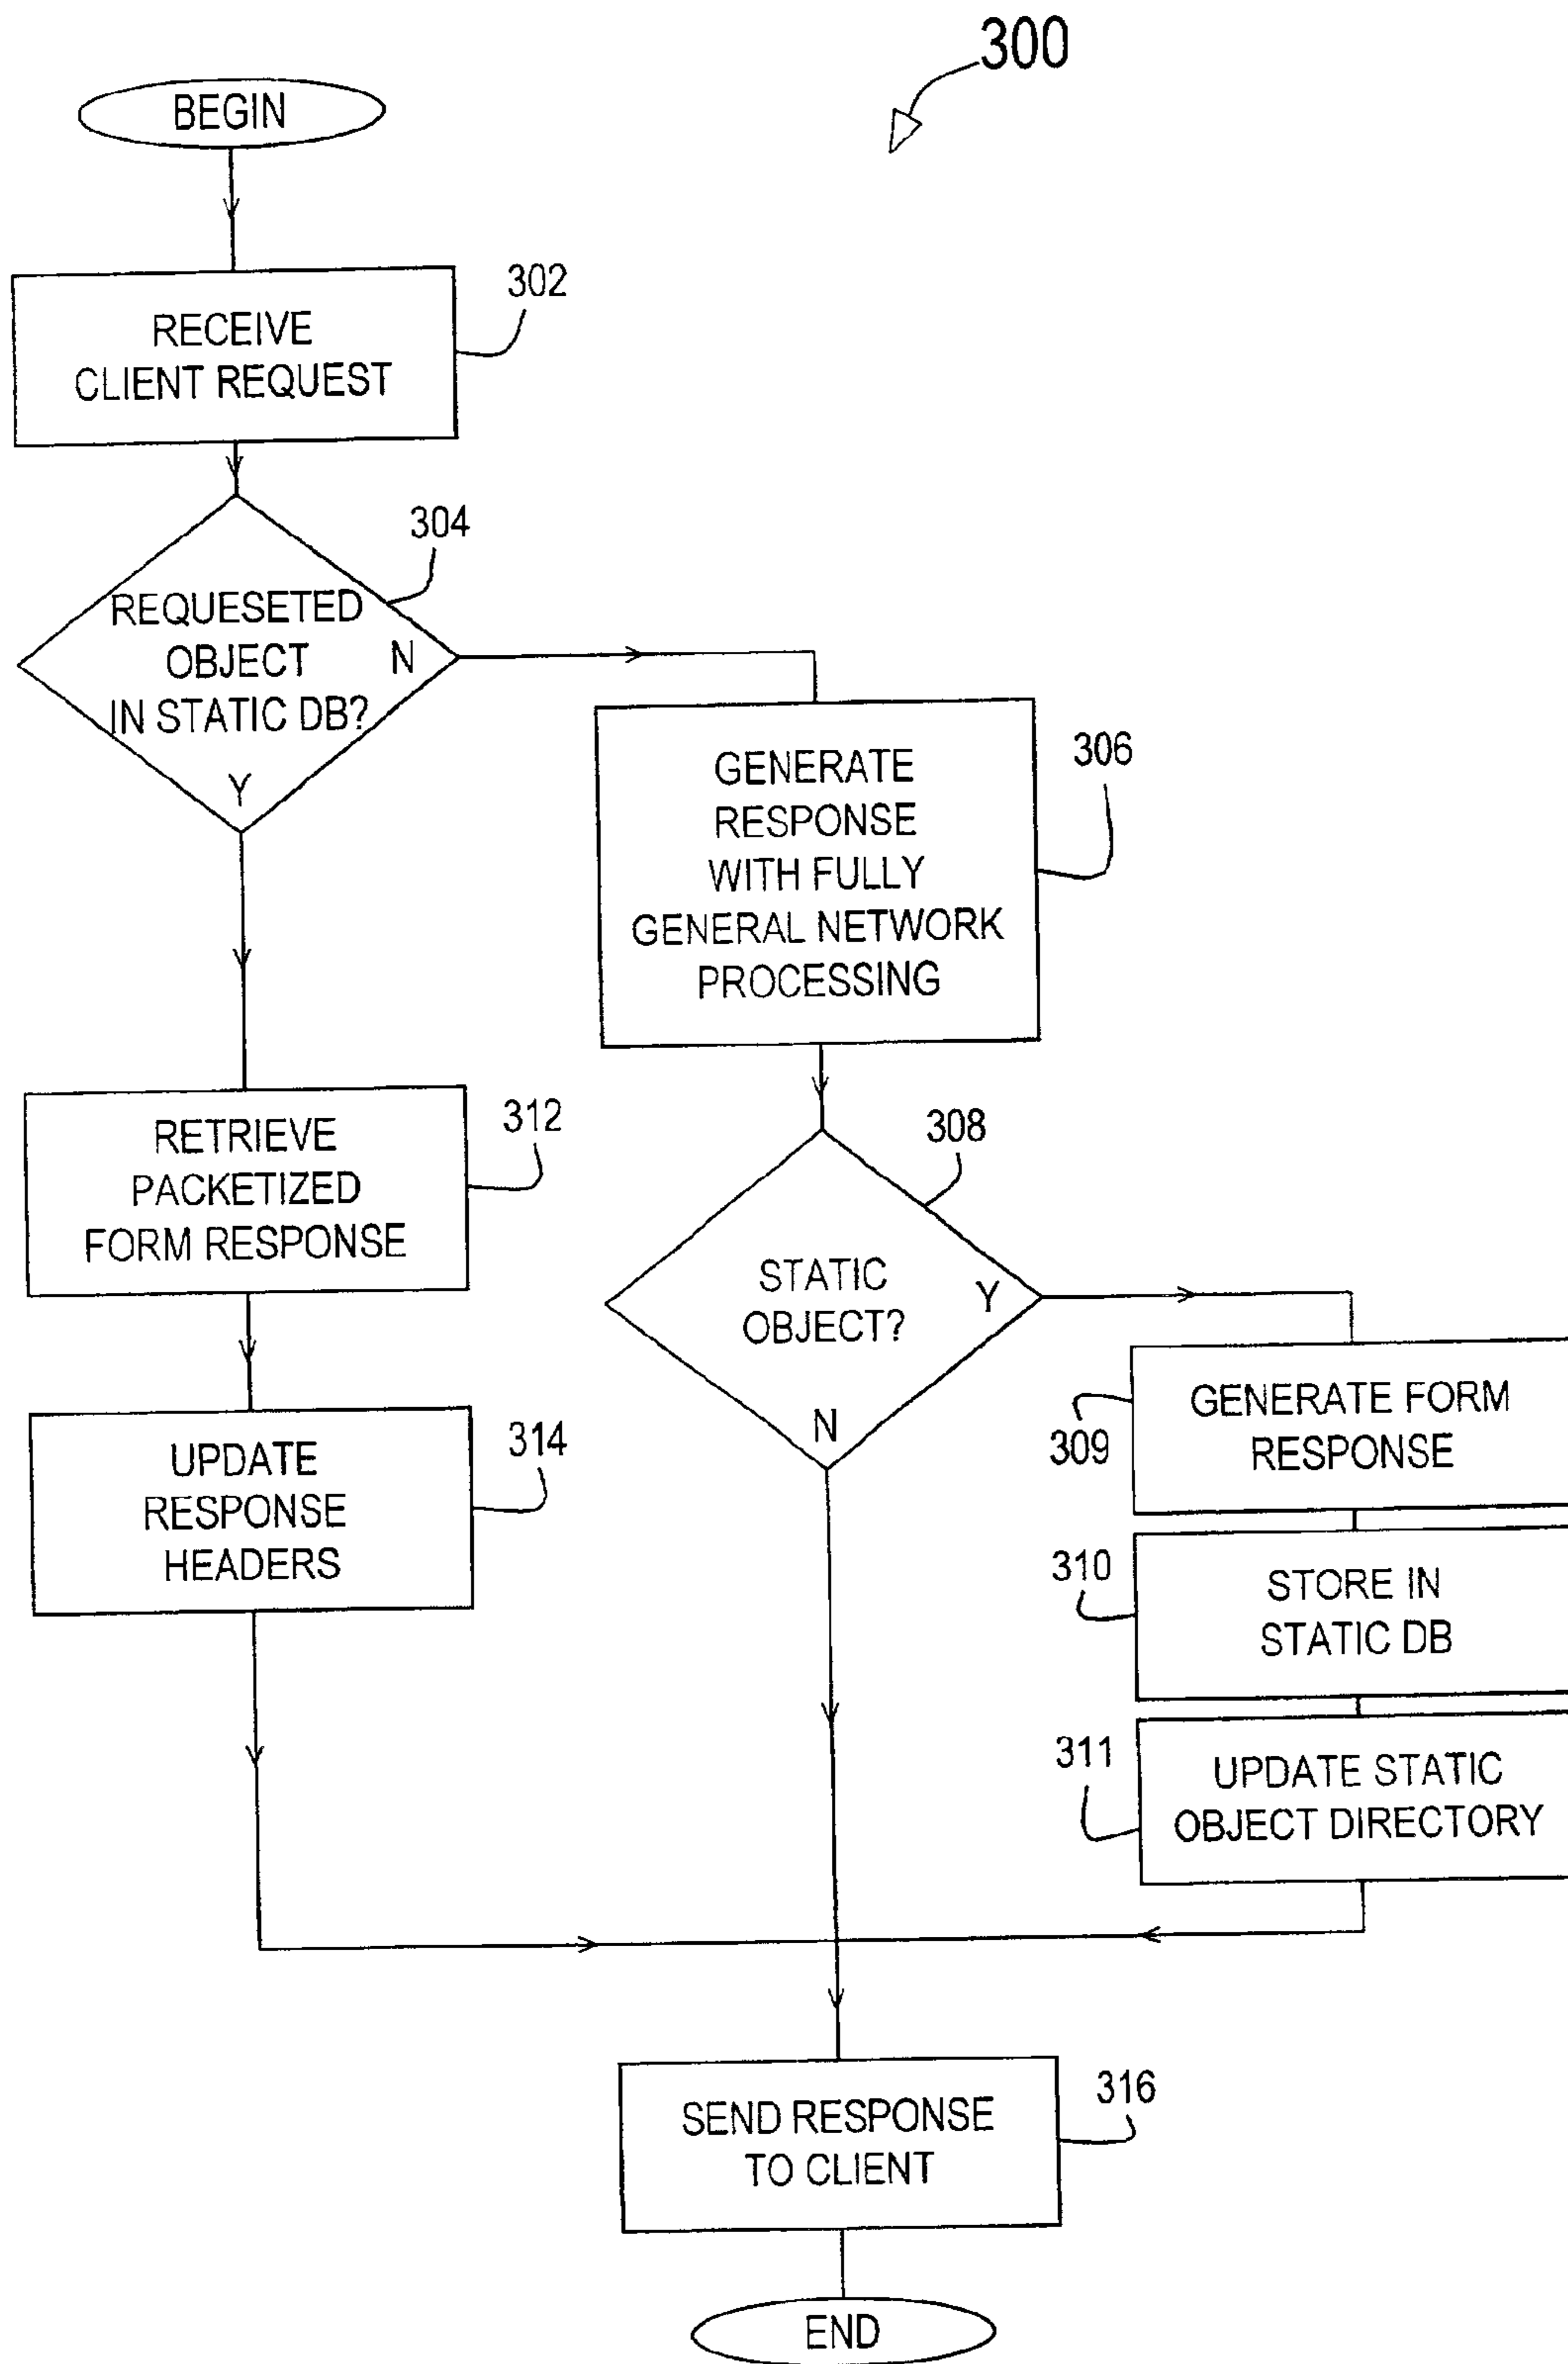 300
BEGIN
302
RECEIVE
CLIENT REQUEST
304
REQUESETED
OBJECT
IN STATIC DB?
N
Y
306
GENERATE
RESPONSE
WITH FULLY
GENERAL NETWORK
PROCESSING
312
RETRIEVE
PACKETIZED
FORM RESPONSE
308
STATIC
OBJECT?
Y
N
309
GENERATE FORM
RESPONSE
314
UPDATE
RESPONSE
HEADERS
310
STORE IN
STATIC DB
311
UPDATE STATIC
OBJECT DIRECTORY
316
SEND RESPONSE
TO CLIENT
END